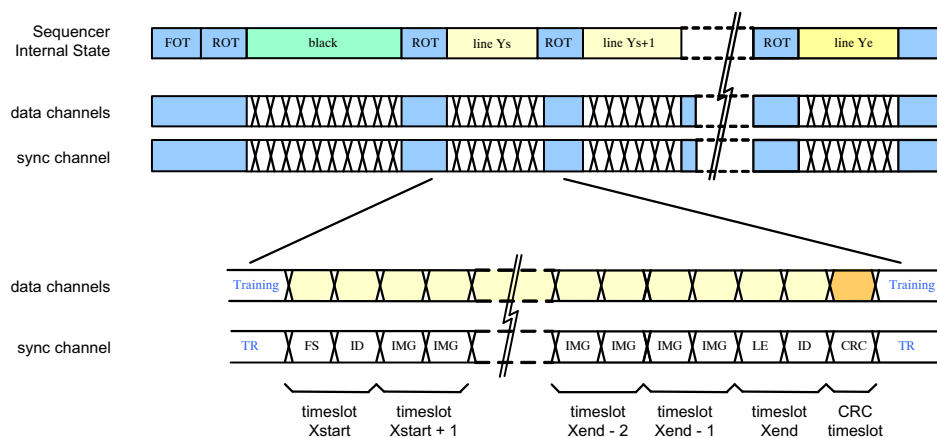 Sequencer
Internal State
FOT ROT black ROT line Ys ROT line Ys+1 ROT line Ye
data channels
sync channel
data channels Training Training
sync channel TR FS ID IMG IMG IMG IMG IMG IMG LE ID CRC TR
timeslot timeslot timeslot timeslot timeslot CRC
Xstart Xstart + 1 Xend - 2 Xend - 1 Xend timeslot